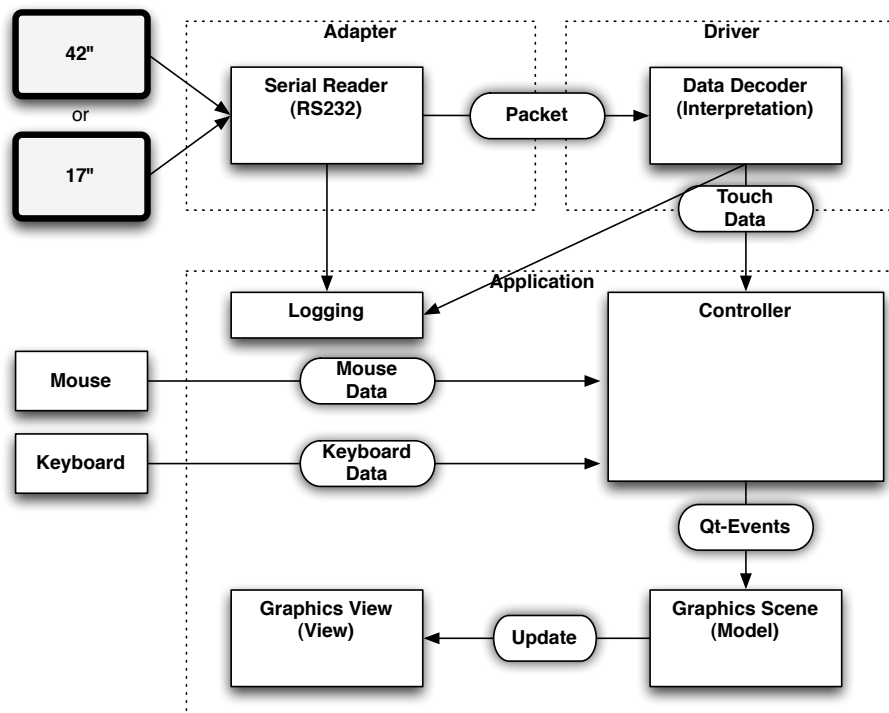 42"
or
17"
Adapter
Serial Reader
(RS232)
Packet
Driver
Data Decoder
(Interpretation)
Touch
Data
Application
Logging
Controller
Mouse
Mouse
Data
Keyboard
Keyboard
Data
Qt-Events
Graphics View
(View)
Update
Graphics Scene
(Model)